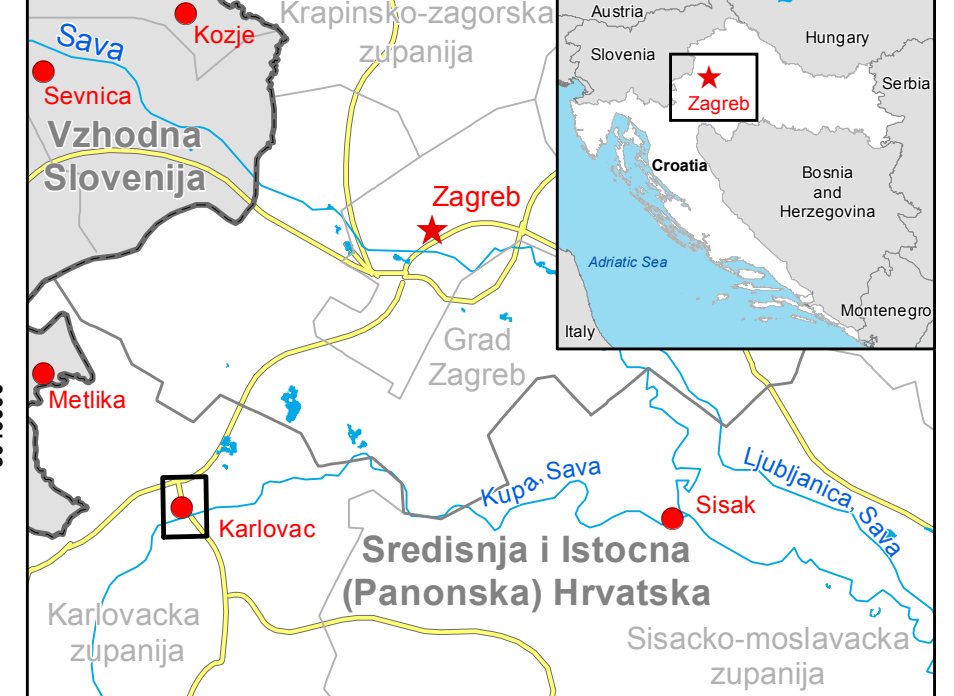 Krapinsko-zagorska
zupanija
Kozje
Sava
Sevnica
Vzhodna
Slovenija
Zagreb
Grad
Zagreb
Metlika
Karlovac
Kupa, Sava
Sisak
Ljubljanica, Sava
Sredisnja i Istocna
(Panonska) Hrvatska
Karlovacka
zupanija
Sisacko-moslavacka
zupanija
Austria
Hungary
Slovenia
Serbia
Zagreb
Croatia
Bosnia
and
Herzegovina
Adriatic Sea
Montenegro
Italy